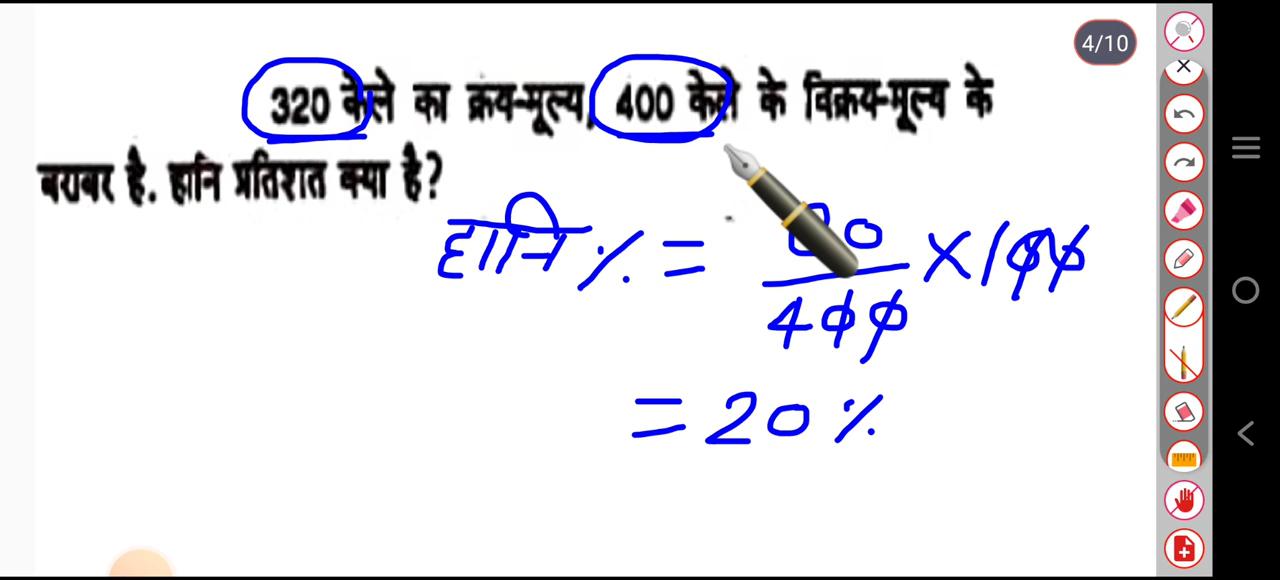 4/10
320 केले का क्रय-मूल्य, 400 केले के विक्रय-मूल्य के
बराबर है. हानि प्रतिशत क्या है?
हानि % = 80/400 × 100
= 20 %